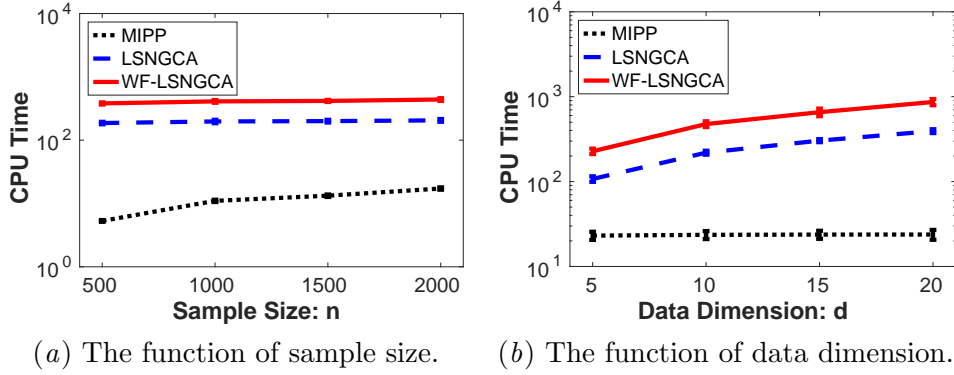 10^4
10^2
10^0
CPU Time
MIPP
LSNGCA
WF-LSNGCA
500 1000 1500 2000
Sample Size: n
(a) The function of sample size.
10^4
10^3
10^2
10^1
CPU Time
MIPP
LSNGCA
WF-LSNGCA
5 10 15 20
Data Dimension: d
(b) The function of data dimension.